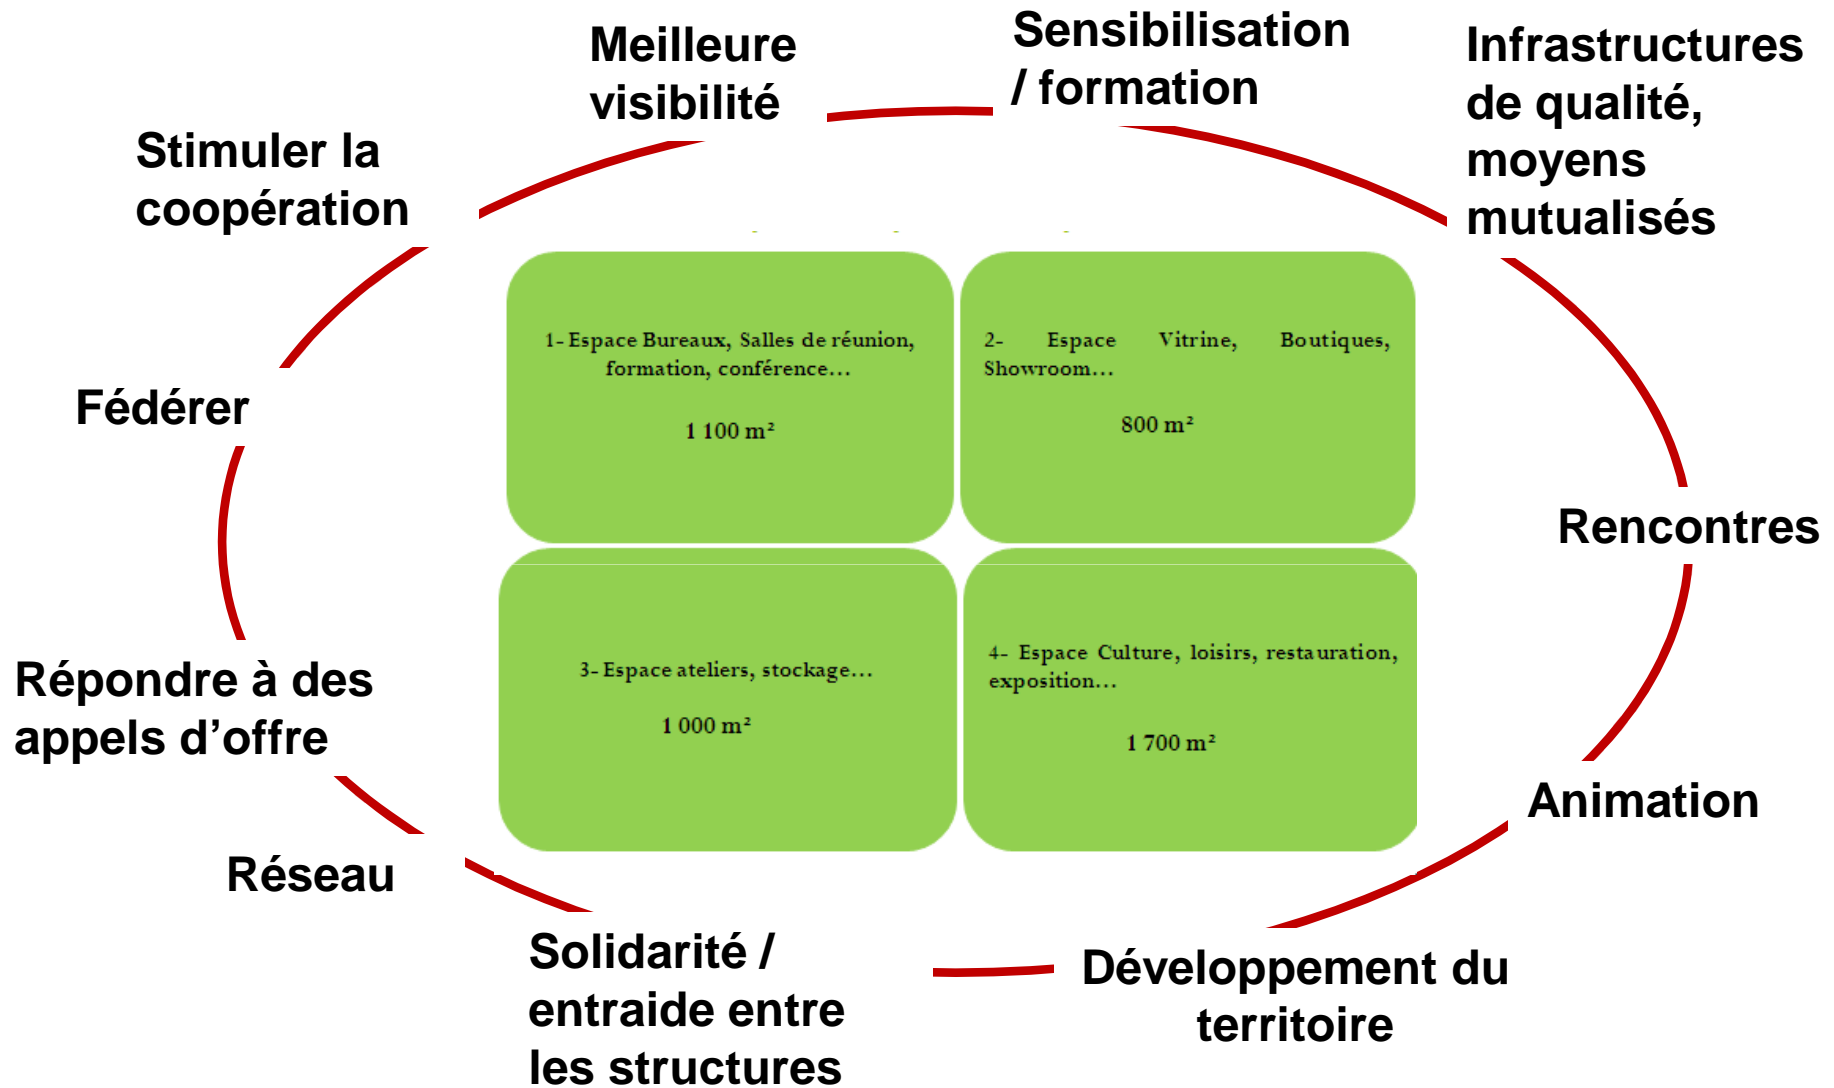 Meilleure
visibilité
Sensibilisation
/ formation
Infrastructures
de qualité,
moyens
mutualisés
Stimuler la
coopération
Fédérer
1- Espace Bureaux, Salles de réunion,
formation, conférence…
1 100 m²
2- Espace Vitrine, Boutiques,
Showroom…
800 m²
Rencontres
3- Espace ateliers, stockage…
1 000 m²
4- Espace Culture, loisirs, restauration,
exposition…
1 700 m²
Répondre à des
appels d’offre
Animation
Réseau
Solidarité /
entraide entre
les structures
Développement du
territoire